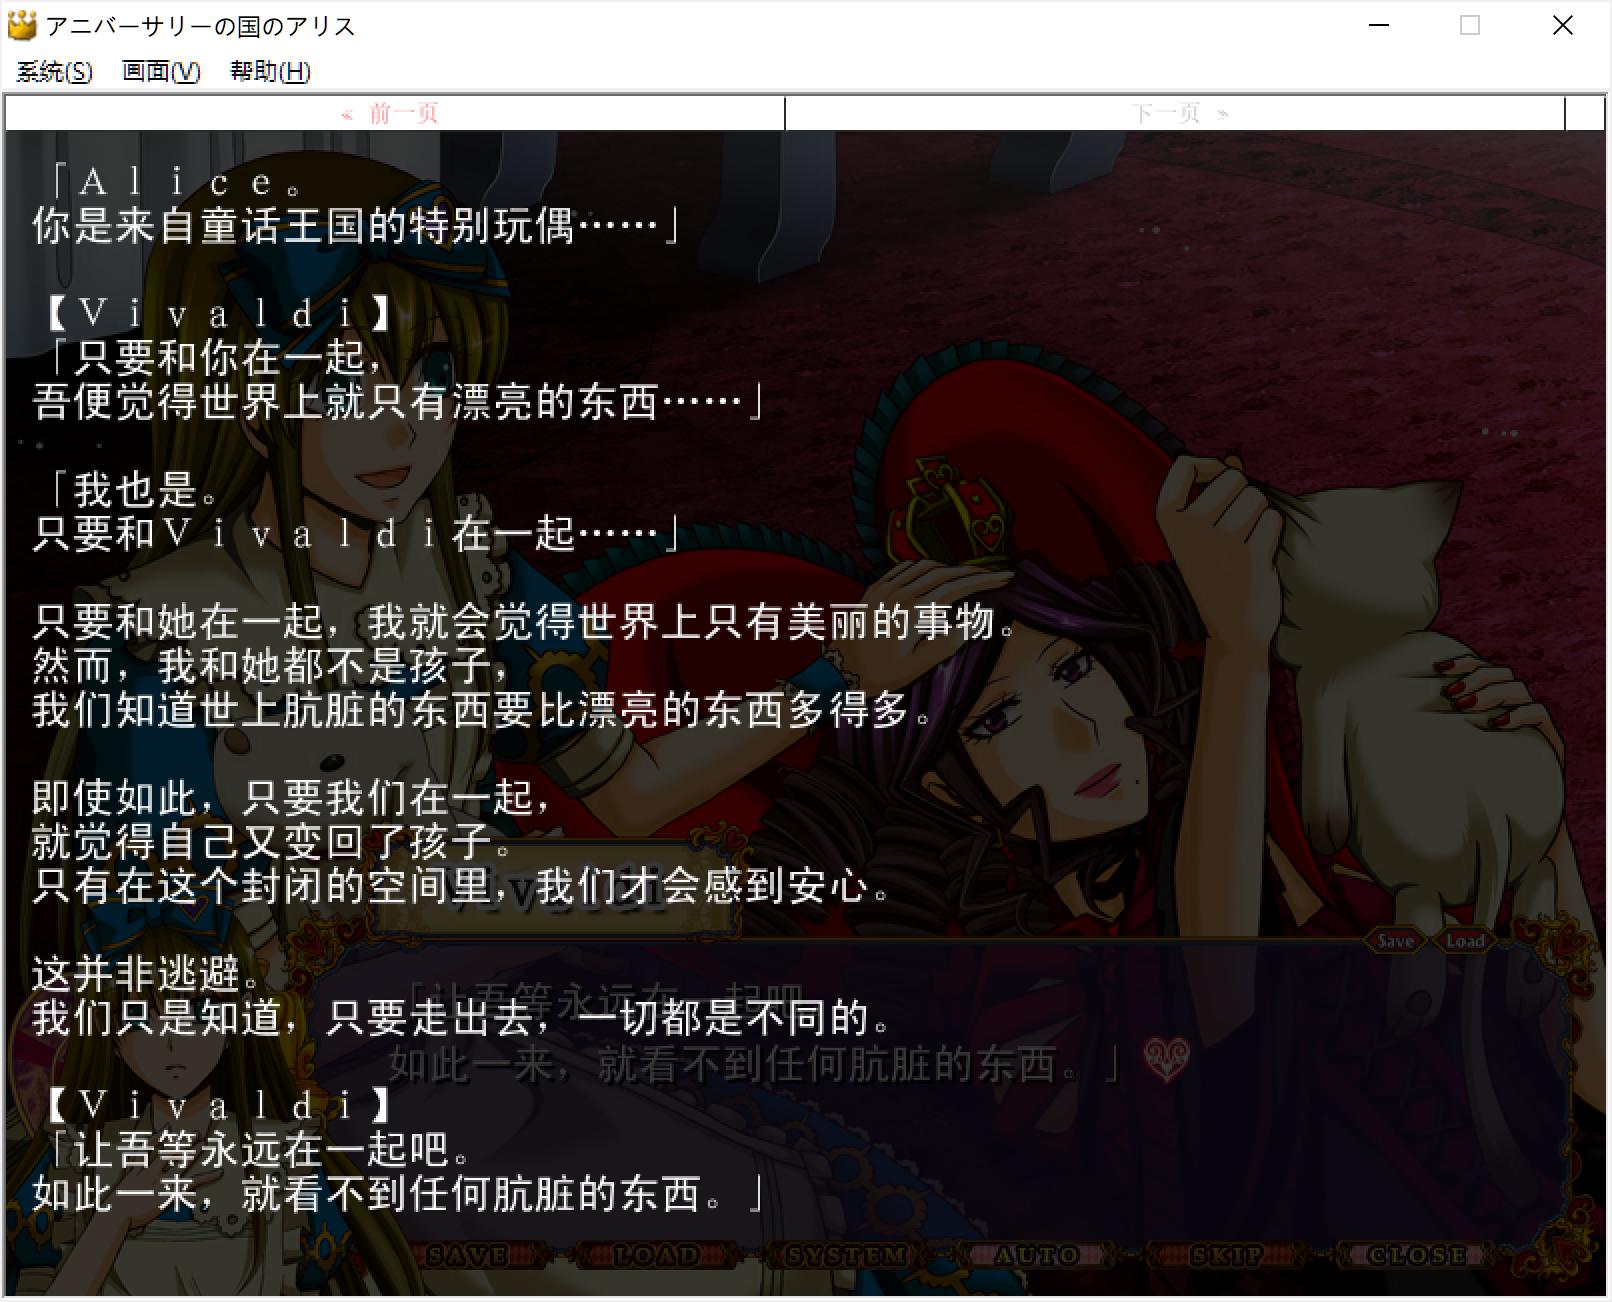 アニバーサリーの国のアリス
系统(S) 画面(V) 帮助(H)
« 前一页
下一页 »
「Alice。
你是来自童话王国的特别玩偶……」
【Vivaldi】
「只要和你在一起，
吾便觉得世界上就只有漂亮的东西……」
「我也是。
只要和Vivaldi在一起……」
只要和她在一起，我就会觉得世界上只有美丽的事物。
然而，我和她都不是孩子，
我们知道世上肮脏的东西要比漂亮的东西多得多。
即使如此，只要我们在一起，
就觉得自己又变回了孩子。
只有在这个封闭的空间里，我们才会感到安心。
这并非逃避。
我们只是知道，只要走出去，一切都是不同的。
【Vivaldi】
「让吾等永远在一起吧。
如此一来，就看不到任何肮脏的东西。」
Vivaldi
Save Load
「让吾等永远在一起吧。
如此一来，就看不到任何肮脏的东西。」
SAVE LOAD SYSTEM AUTO SKIP CLOSE